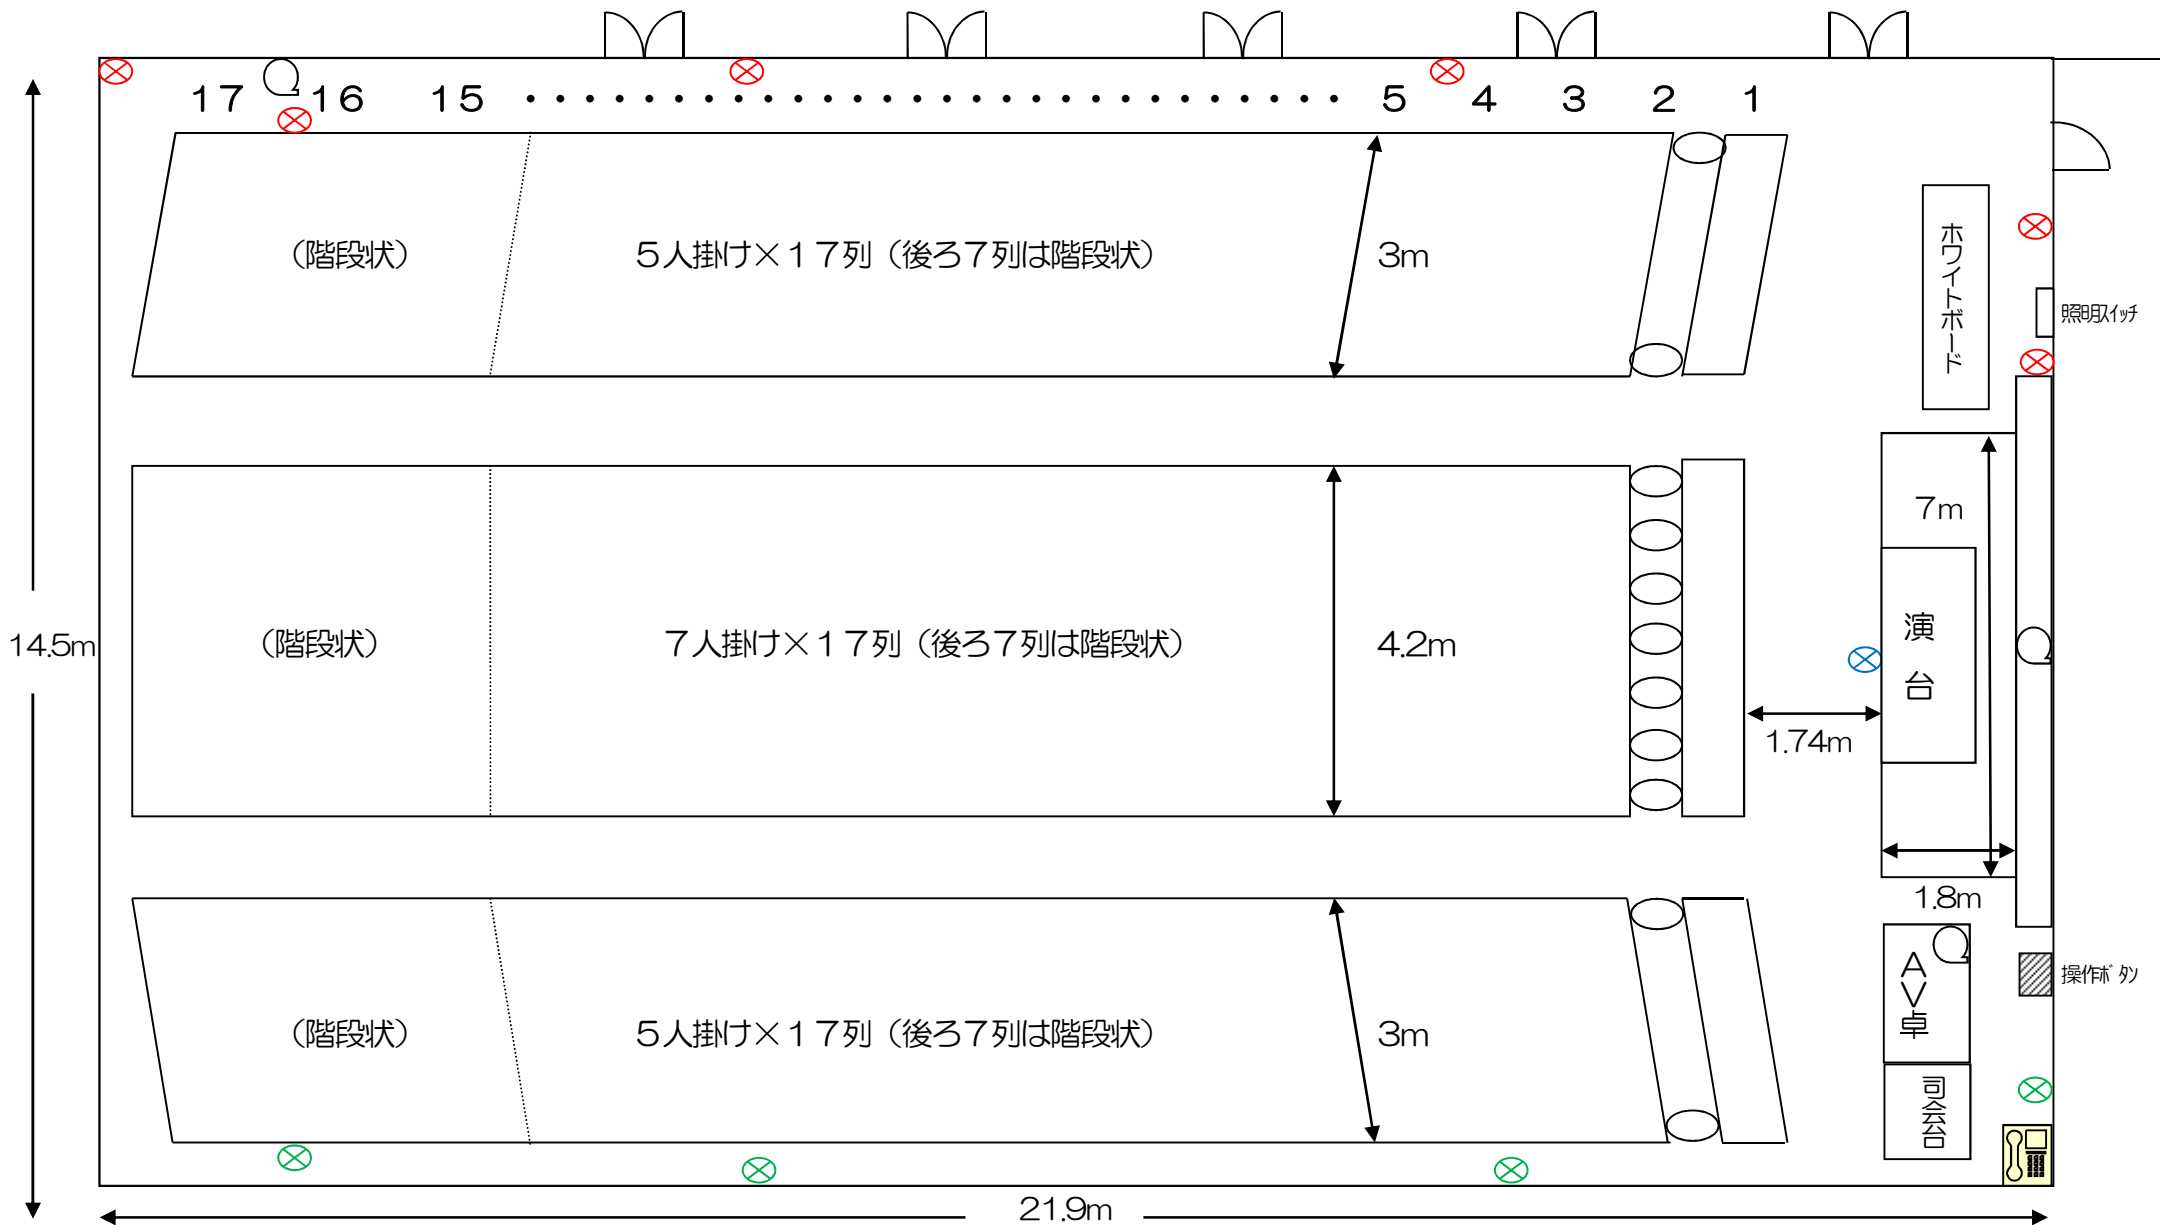 17 16 15 ・・・・・・・・・・・・・・・・・・・・・・・・・・・・ 5 4 3 2 1
（階段状）
５人掛け×１７列（後ろ７列は階段状）
3m
ホワイトボード
照明ｽｲｯﾁ
14.5m
（階段状）
７人掛け×１７列（後ろ７列は階段状）
4.2m
1.74m
7m
演台
1.8m
（階段状）
５人掛け×１７列（後ろ７列は階段状）
3m
AV卓
操作ﾎﾞﾀﾝ
司会台
21.9m